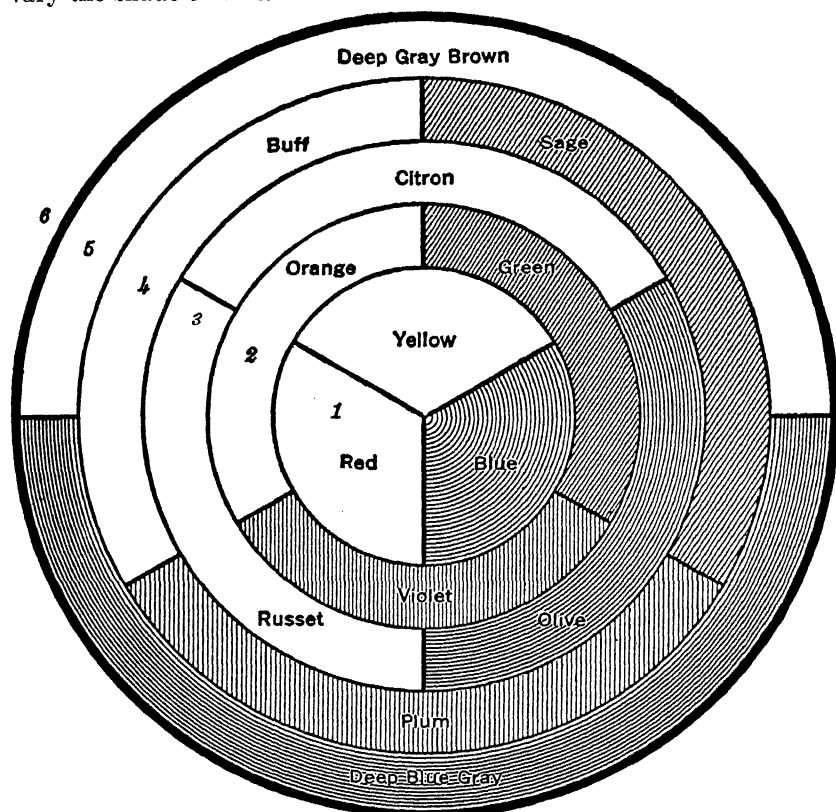 Deep Gray Brown
Buff
Sage
Citron
6
5
4
Orange
Green
3
2
Yellow
1
Red
Blue
Violet
Russet
Olive
Plum
Deep Blue Gray